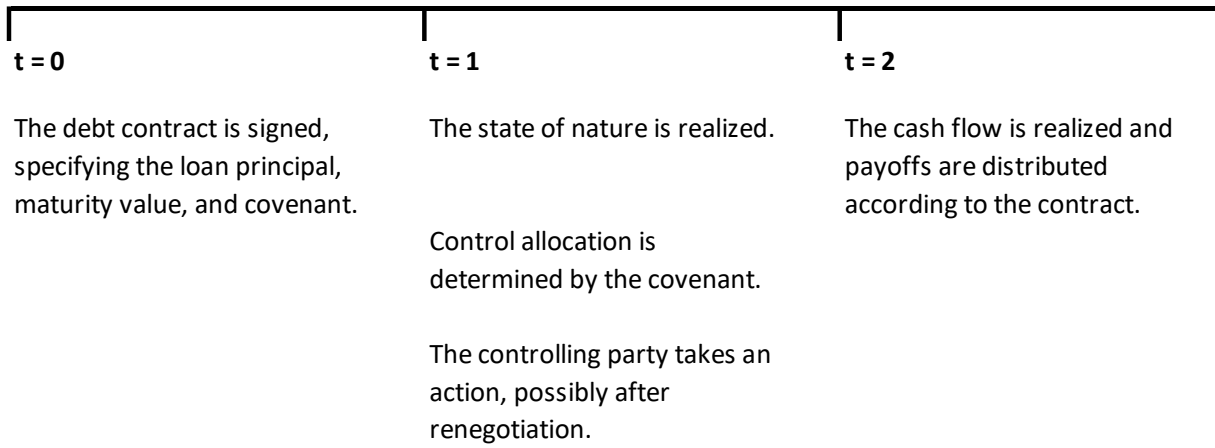 t = 0
The debt contract is signed,
specifying the loan principal,
maturity value, and covenant.
t = 1
The state of nature is realized.
Control allocation is
determined by the covenant.
The controlling party takes an
action, possibly after
renegotiation.
t = 2
The cash flow is realized and
payoffs are distributed
according to the contract.